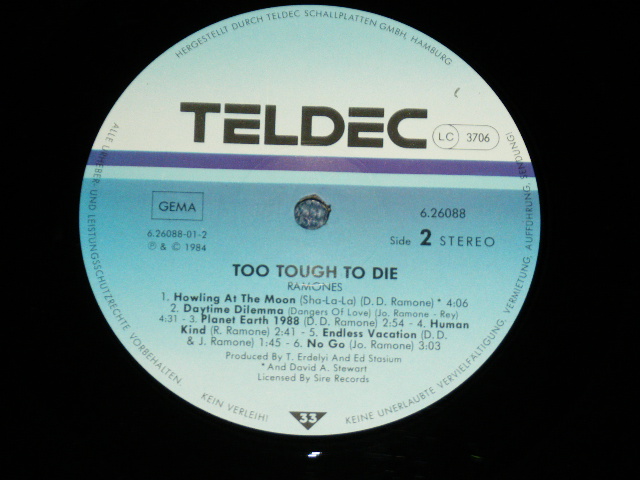 HERGESTELLT DURCH TELDEC SCHALLPLATTEN GMBH, HAMBURG
TELDEC
LC 3706
GEMA
6.26088
6.26088-01-2
Side 2 STEREO
℗ & © 1984
TOO TOUGH TO DIE
RAMONES
1. Howling At The Moon (Sha-La-La) (D.D. Ramone) * 4:06
2. Daytime Dilemma (Dangers Of Love) (Jo. Ramone - Rey)
4:31 - 3. Planet Earth 1988 (D.D. Ramone) 2:54 - 4. Human
Kind (R. Ramone) 2:41 - 5. Endless Vacation (D.D.
& J. Ramone) 1:45 - 6. No Go (Jo. Ramone) 3:03
Produced By T. Erdelyi And Ed Stasium
* And David A. Stewart
Licensed By Sire Records
33
ALLE URHEBER- UND LEISTUNGSSCHUTZRECHTE VORBEHALTEN
KEIN VERLEIH!
KEINE UNERLAUBTE VERVIELFÄLTIGUNG, VERMIETUNG, AUFFÜHRUNG, SENDUNG!